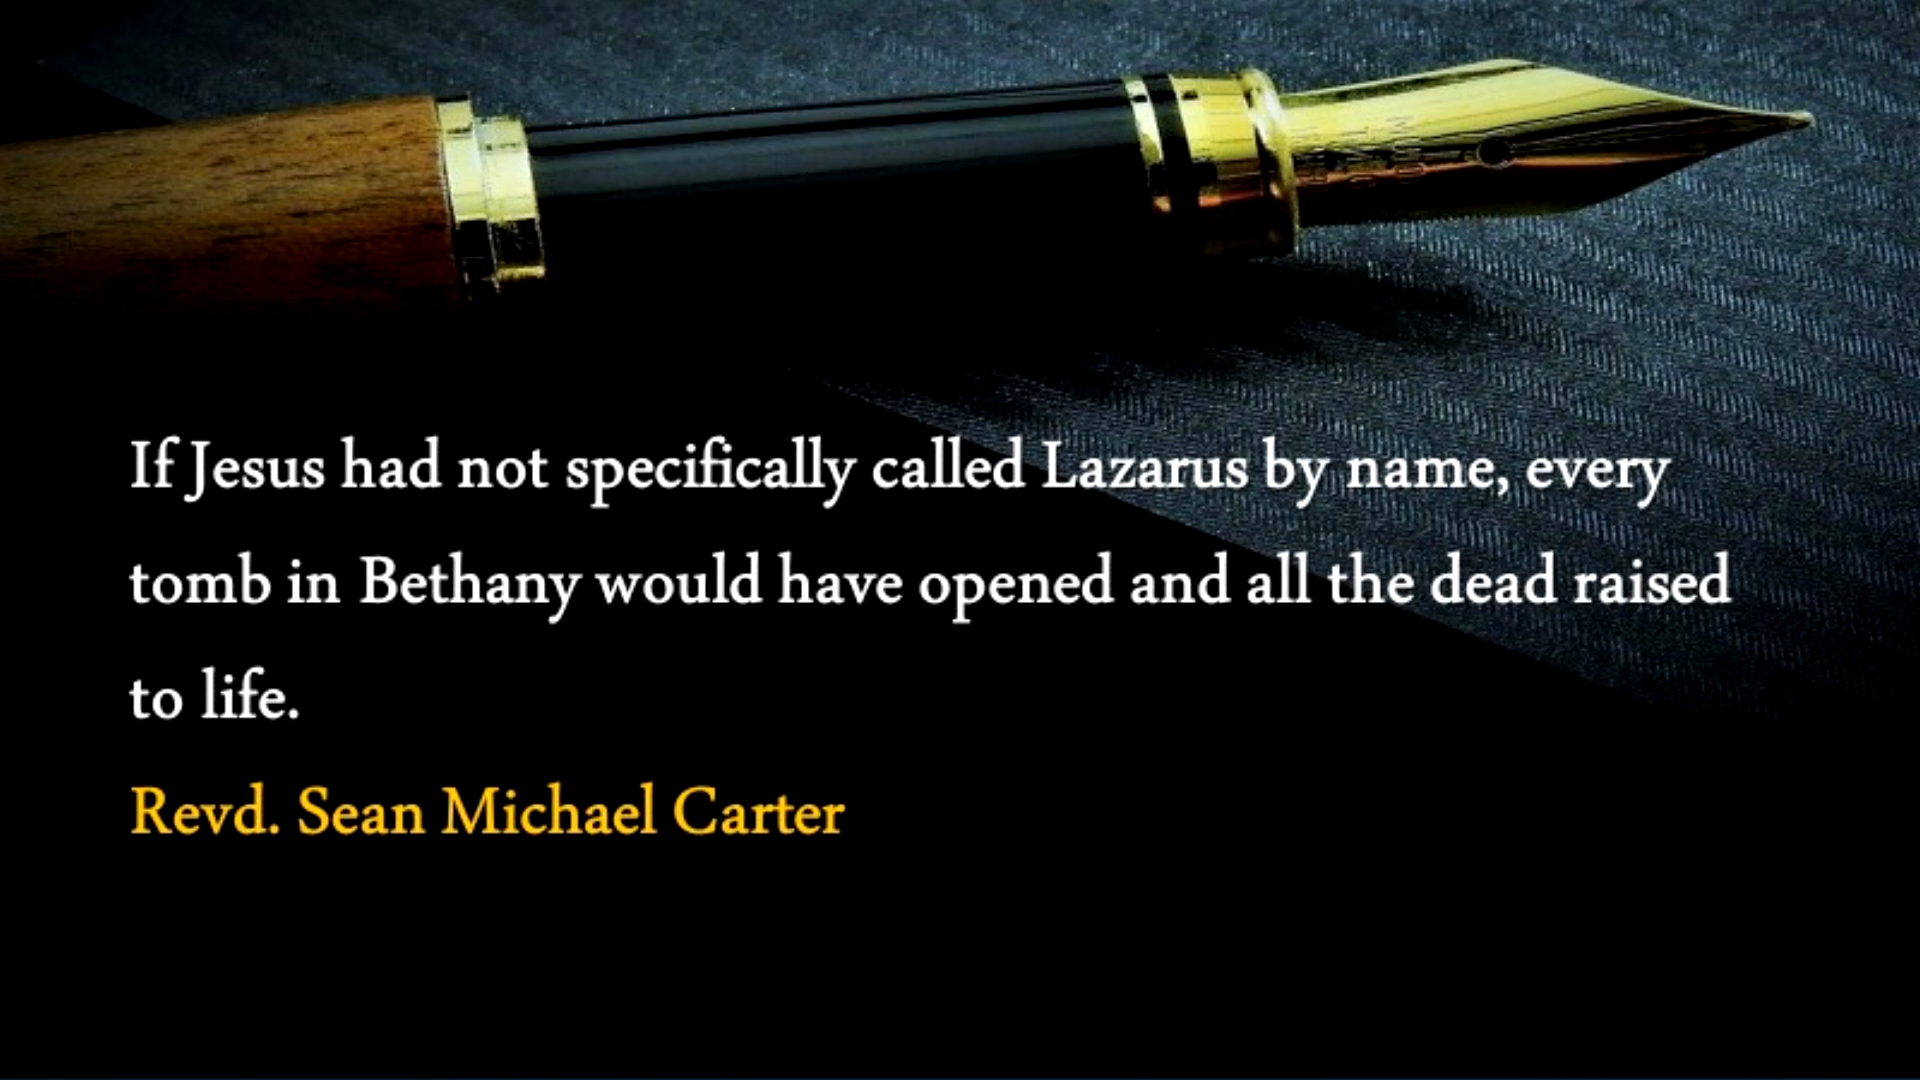 If Jesus had not specifically called Lazarus by name, every
tomb in Bethany would have opened and all the dead raised
to life.
Revd. Sean Michael Carter